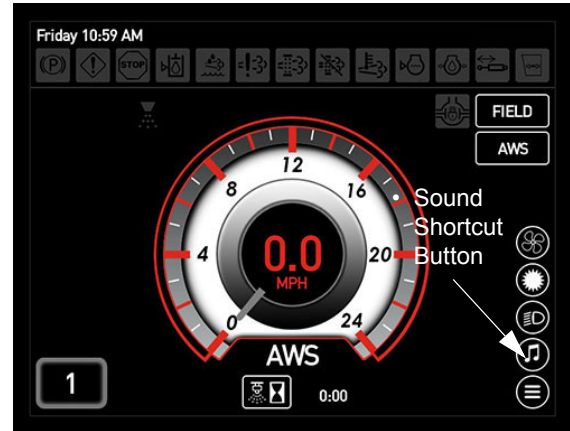 Friday 10:59 AM
(P)
STOP
FIELD
AWS
12
8
16
Sound
Shortcut
Button
4
0.0
20
MPH
0
24
AWS
1
0:00